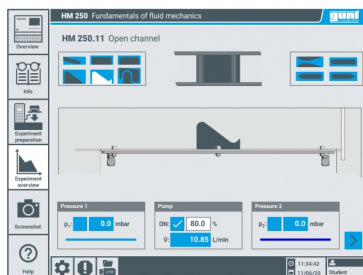 HM 250 Fundamentals of fluid mechanics
gunt
HM 250.11 Open channel
Overview
Info
Experiment preparation
Experiment overview
Screenshot
Help
Pressure 1
p₁: 0.0 mbar
Pump
ON: 80.0 %
V̇: 10.85 L/min
Pressure 2
p₂: 0.0 mbar
11:34:42
11/06/20
Student